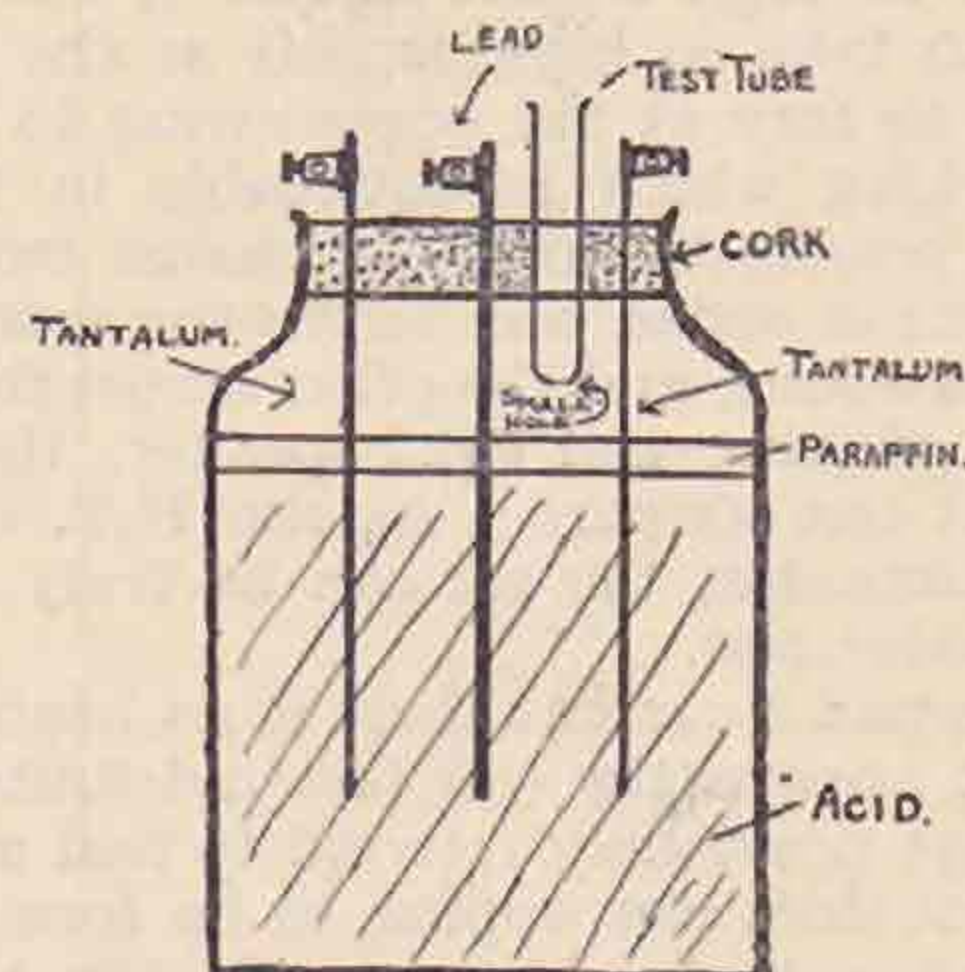 LEAD
TEST TUBE
CORK
TANTALUM.
TANTALUM
SMALL
HOLE
PARAFFIN.
ACID.